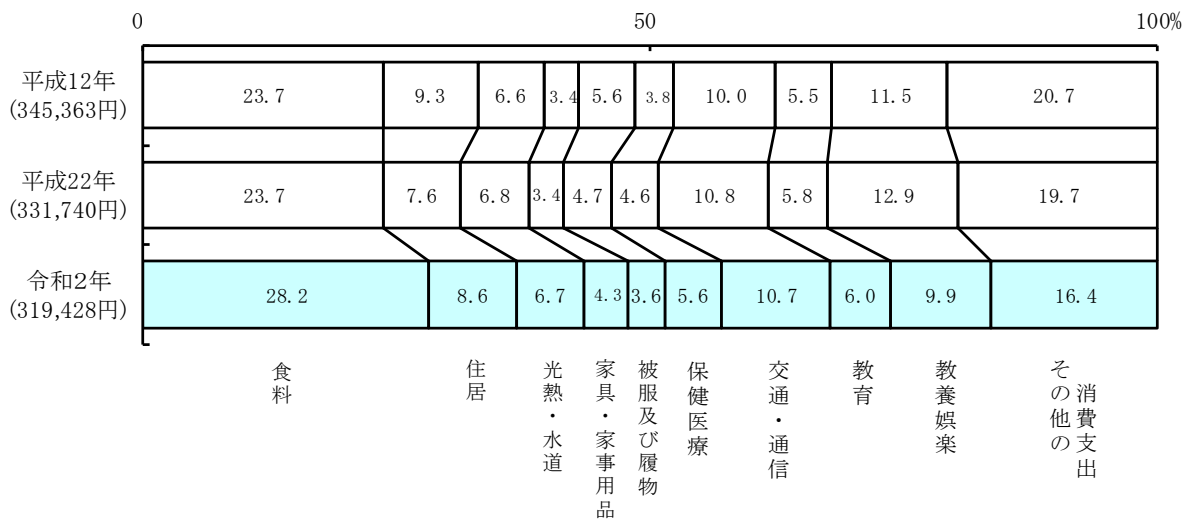 0 50 100%
平成12年
(345,363円)
23.7 9.3 6.6 3.4 5.6 3.8 10.0 5.5 11.5 20.7
平成22年
(331,740円)
23.7 7.6 6.8 3.4 4.7 4.6 10.8 5.8 12.9 19.7
令和2年
(319,428円)
28.2 8.6 6.7 4.3 3.6 5.6 10.7 6.0 9.9 16.4
食料
住居
光熱・水道
家具・家事用品
被服及び履物
保健医療
交通・通信
教育
教養娯楽
その他の
消費支出